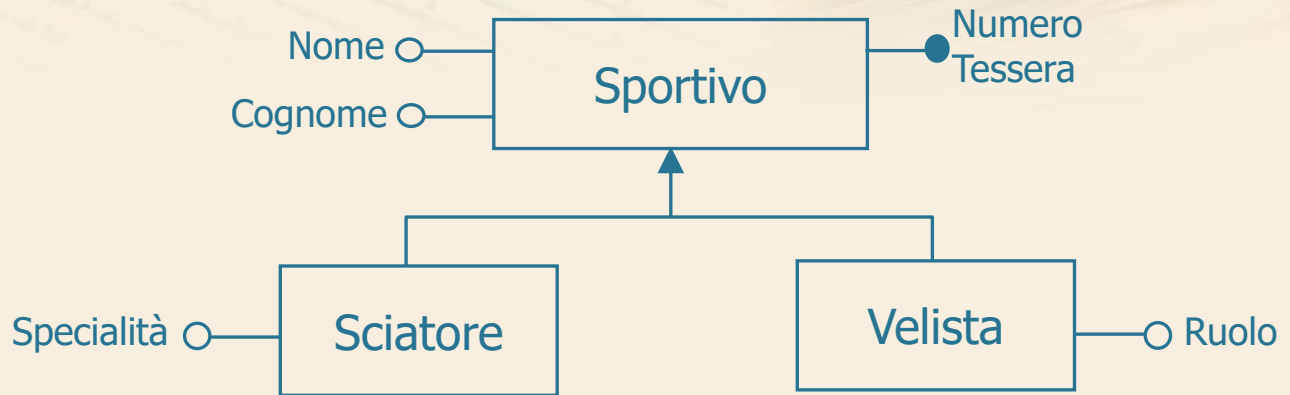 Nome
Numero
Tessera
Sportivo
Cognome
Specialità
Sciatore
Velista
Ruolo